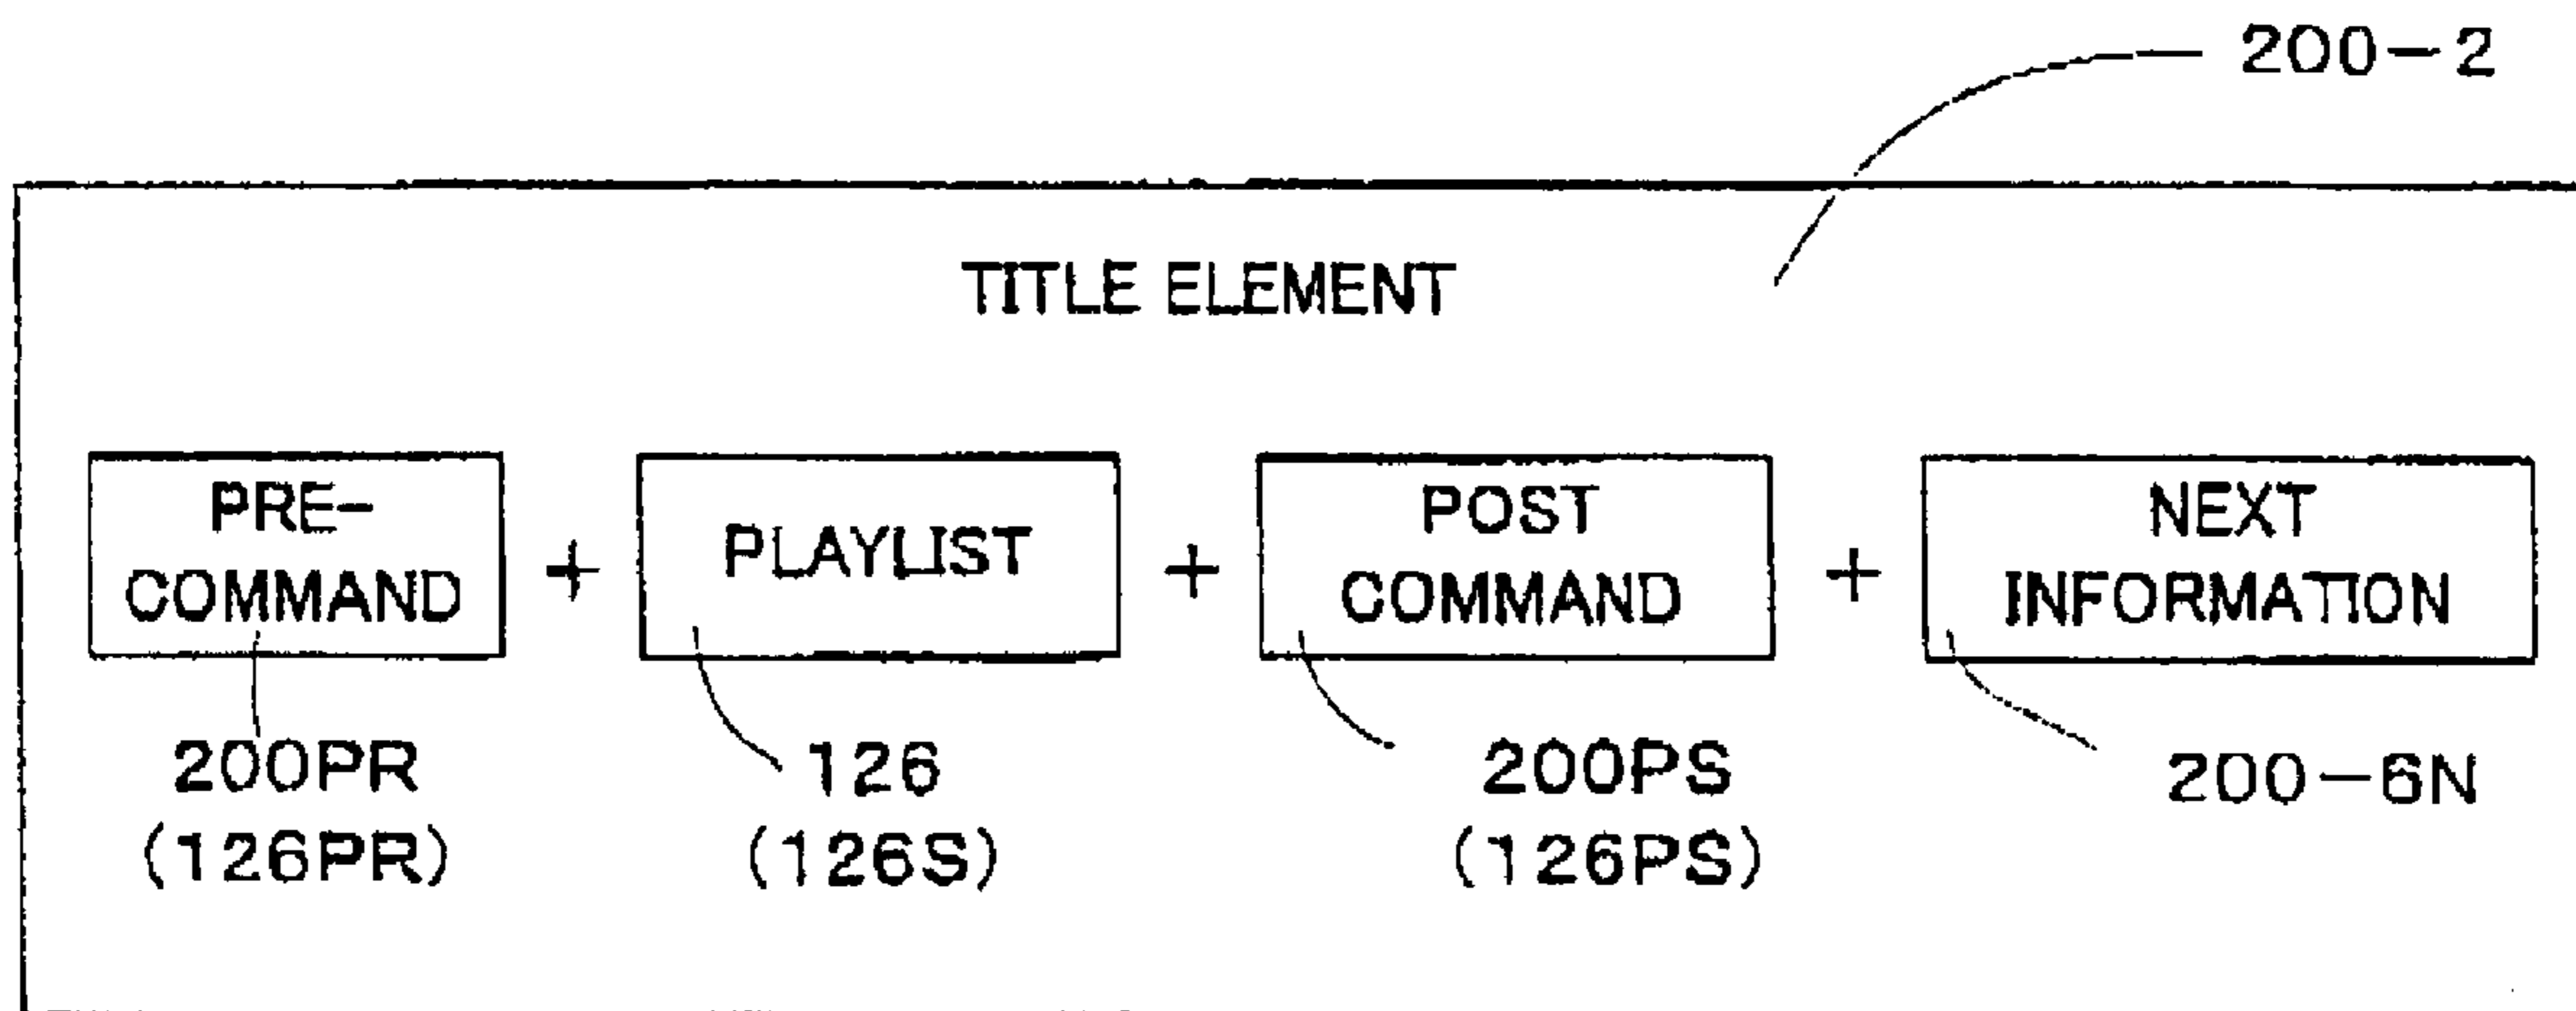 200-2
TITLE ELEMENT
PRE-
COMMAND
+
PLAYLIST
+
POST
COMMAND
+
NEXT
INFORMATION
200PR
(126PR)
126
(126S)
200PS
(126PS)
200-6N